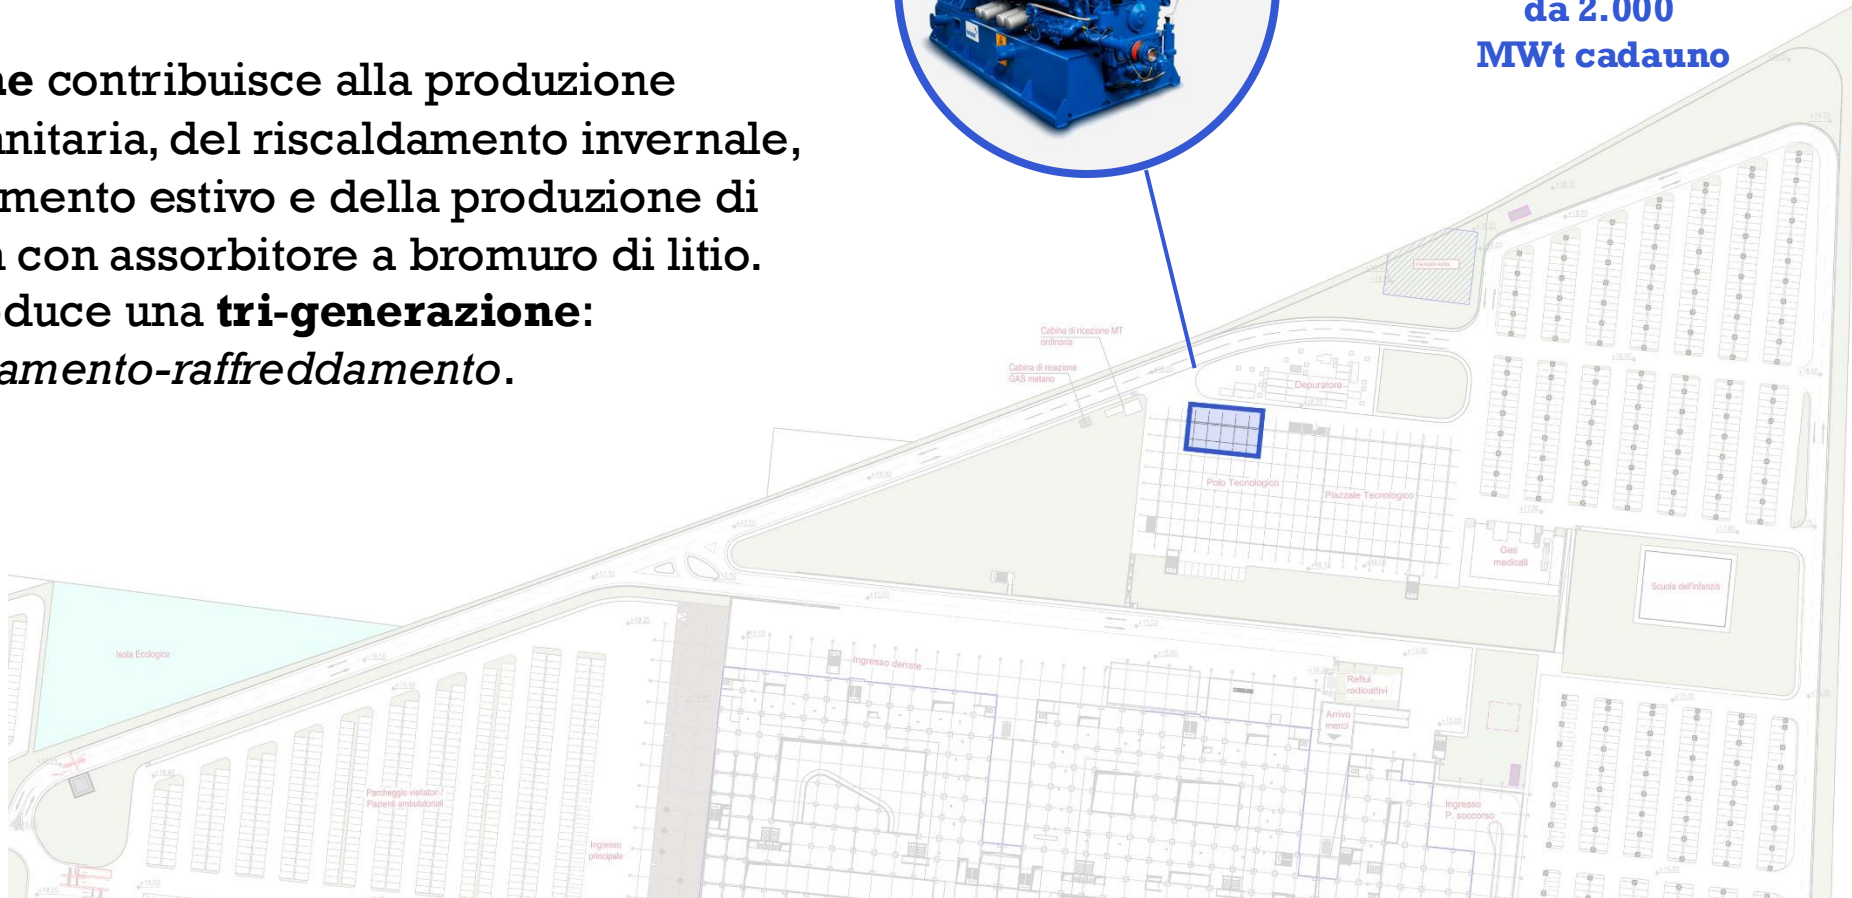 da 2.000
MWt cadauno
ne contribuisce alla produzione
anitaria, del riscaldamento invernale,
mento estivo e della produzione di
con assorbitore a bromuro di litio.
duce una tri-generazione:
amento-raffreddamento.
Cabina di ricezione MT
ordinaria
Cabina di ricezione
GAS metano
Depuratore
Polo Tecnologico
Piazzale Tecnologico
Gas
medicali
Scuola dell'infanzia
Isola Ecologica
Ingresso derrate
Reflui
radioattivi
Arrivo
merci
Parcheggio visitatori /
Pazienti ambulatoriali
Ingresso
P. soccorso
Ingresso
principale